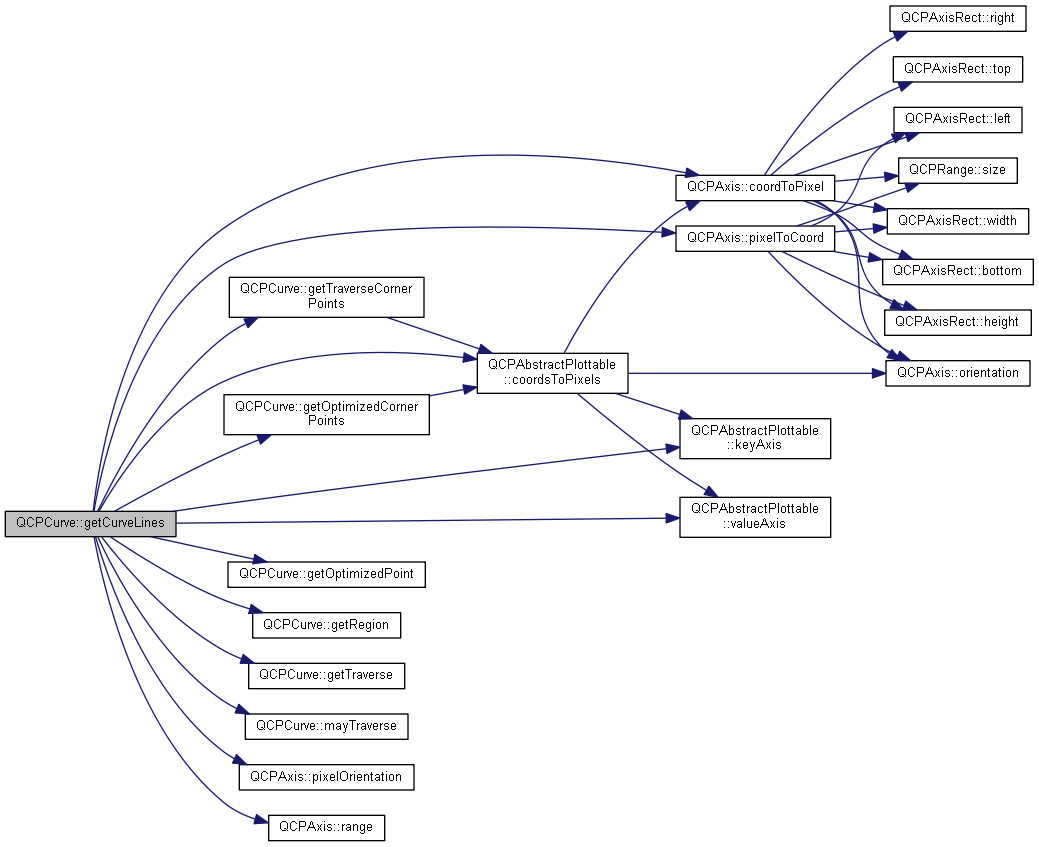 QCPAxisRect::right
QCPAxisRect::top
QCPAxisRect::left
QCPRange::size
QCPAxis::coordToPixel
QCPAxisRect::width
QCPAxis::pixelToCoord
QCPAxisRect::bottom
QCPCurve::getTraverseCorner
Points
QCPAxisRect::height
QCPAbstractPlottable
::coordsToPixels
QCPAxis::orientation
QCPCurve::getOptimizedCorner
Points
QCPAbstractPlottable
::keyAxis
QCPCurve::getCurveLines
QCPAbstractPlottable
::valueAxis
QCPCurve::getOptimizedPoint
QCPCurve::getRegion
QCPCurve::getTraverse
QCPCurve::mayTraverse
QCPAxis::pixelOrientation
QCPAxis::range